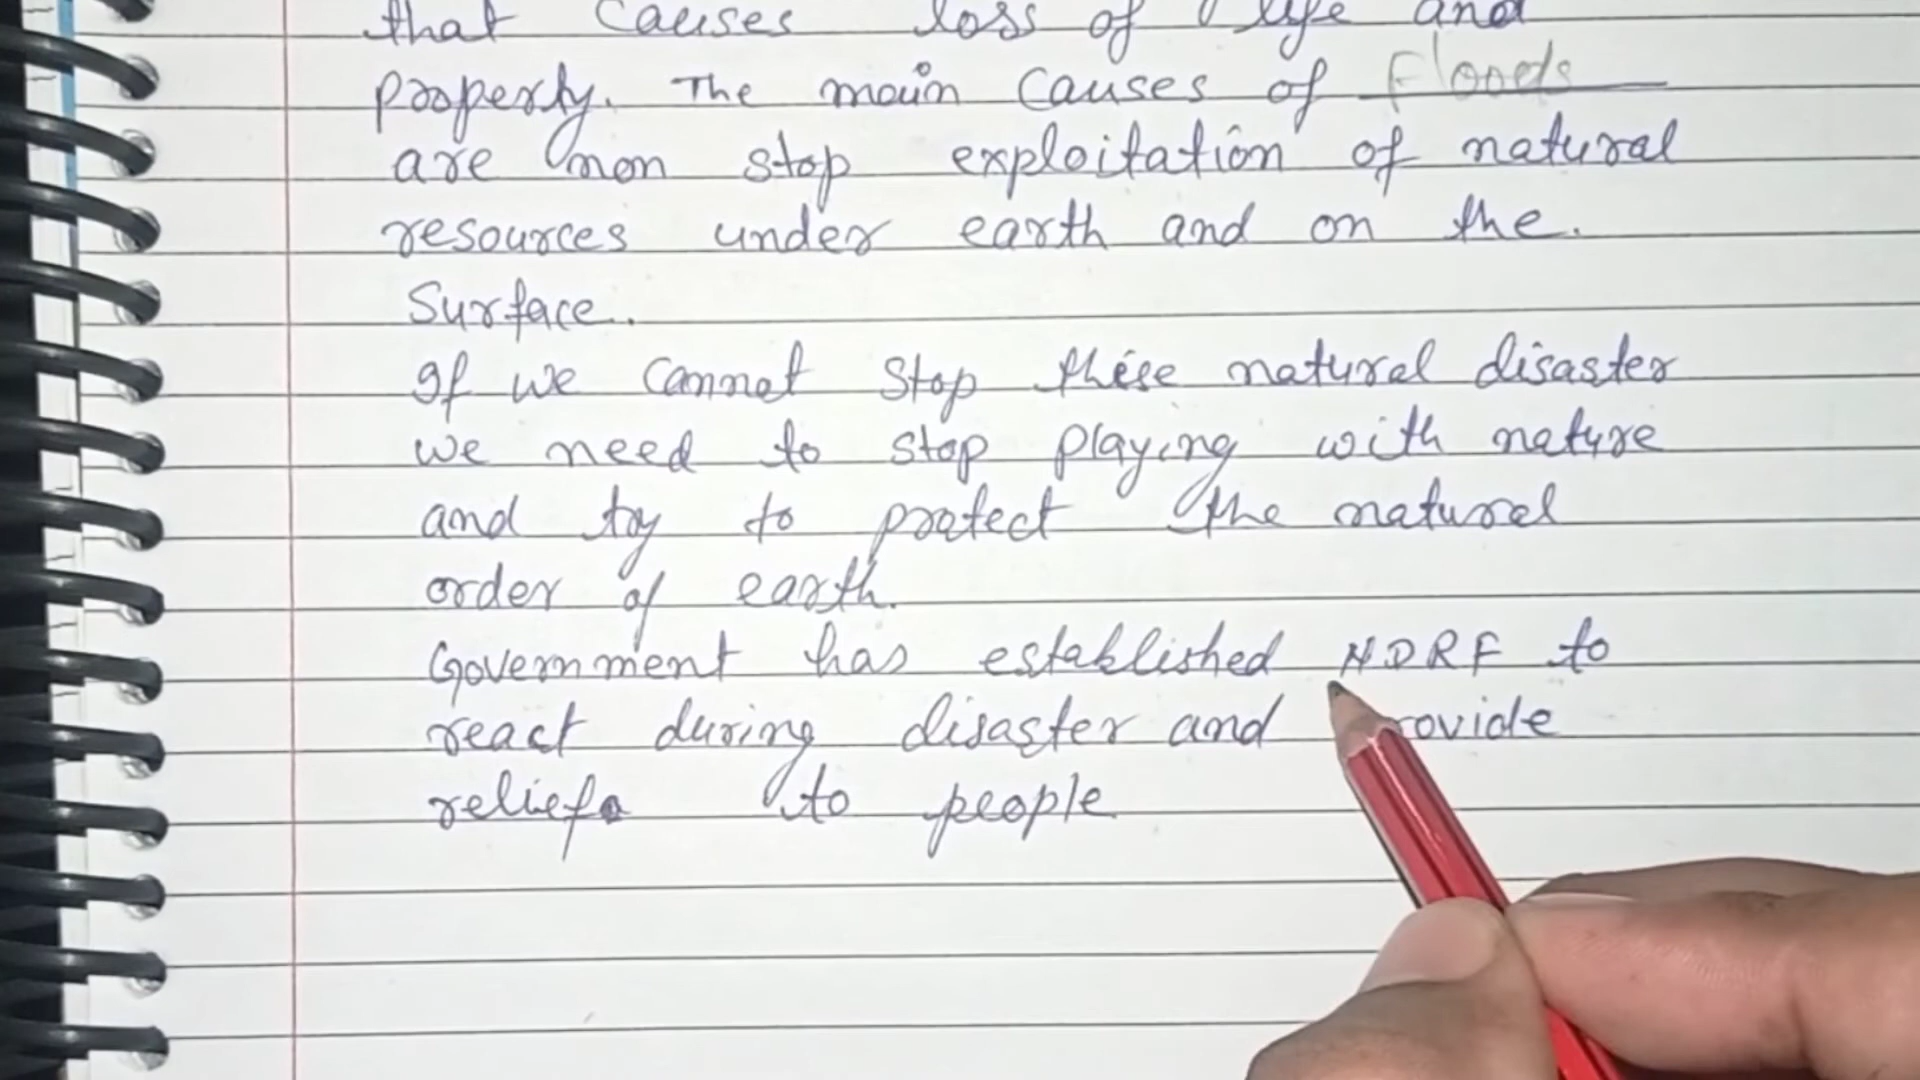 that causes loss of life and
property. The main causes of Floods
are non stop exploitation of natural
resources under earth and on the.
Surface.
If we cannot stop these natural disaster
we need to stop playing with nature
and try to protect the natural
order of earth.
Government has established NDRF to
react during disaster and provide
relief to people